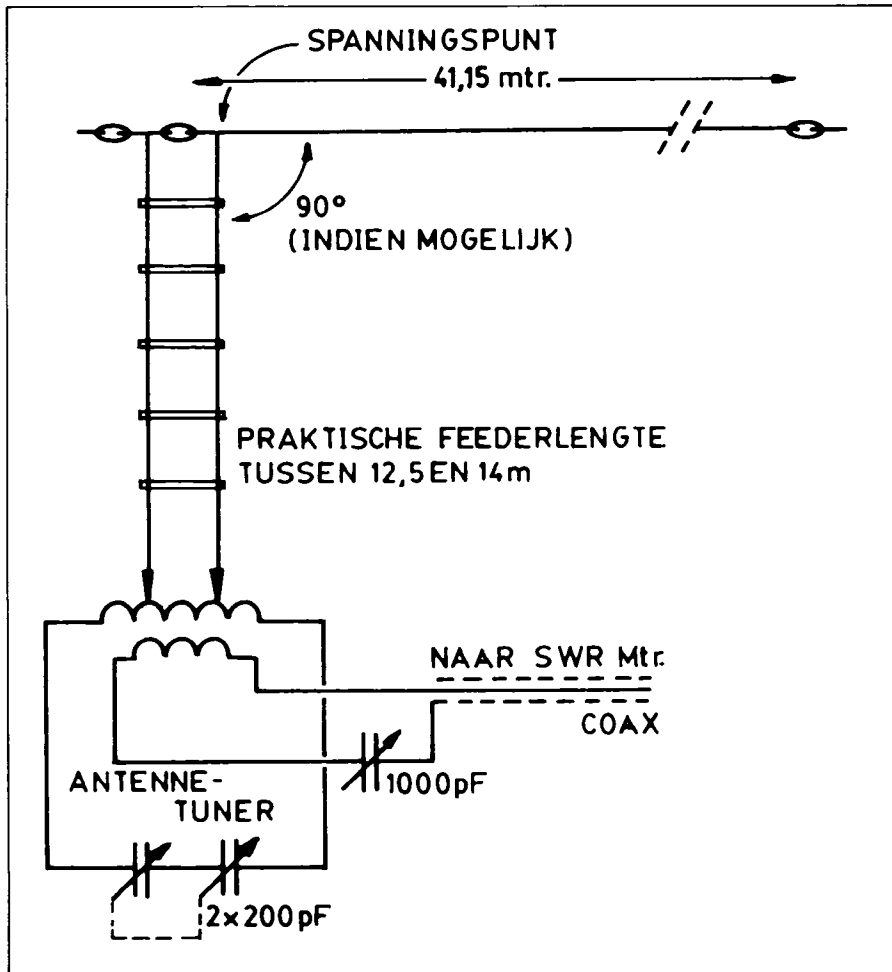 SPANNINGSPUNT
41,15 mtr.
90°
(INDIEN MOGELIJK)
PRAKTISCHE FEEDERLENGTE
TUSSEN 12,5 EN 14m
NAAR SWR Mtr.
COAX
1000pF
ANTENNE-
TUNER
2x200pF